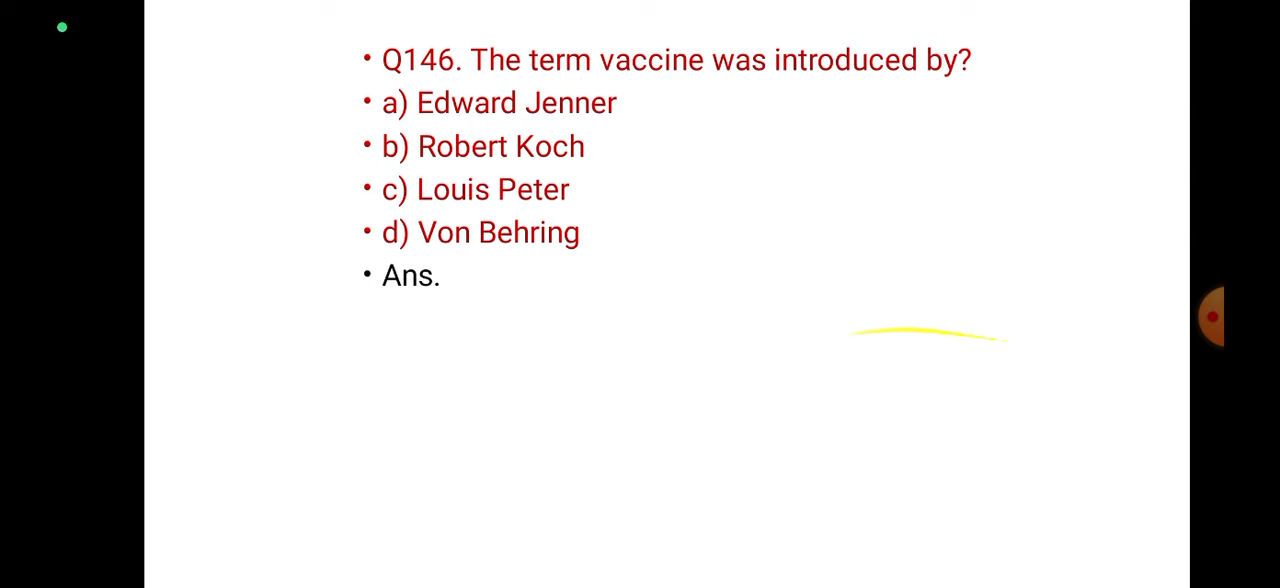 • Q146. The term vaccine was introduced by?
• a) Edward Jenner
• b) Robert Koch
• c) Louis Peter
• d) Von Behring
• Ans.